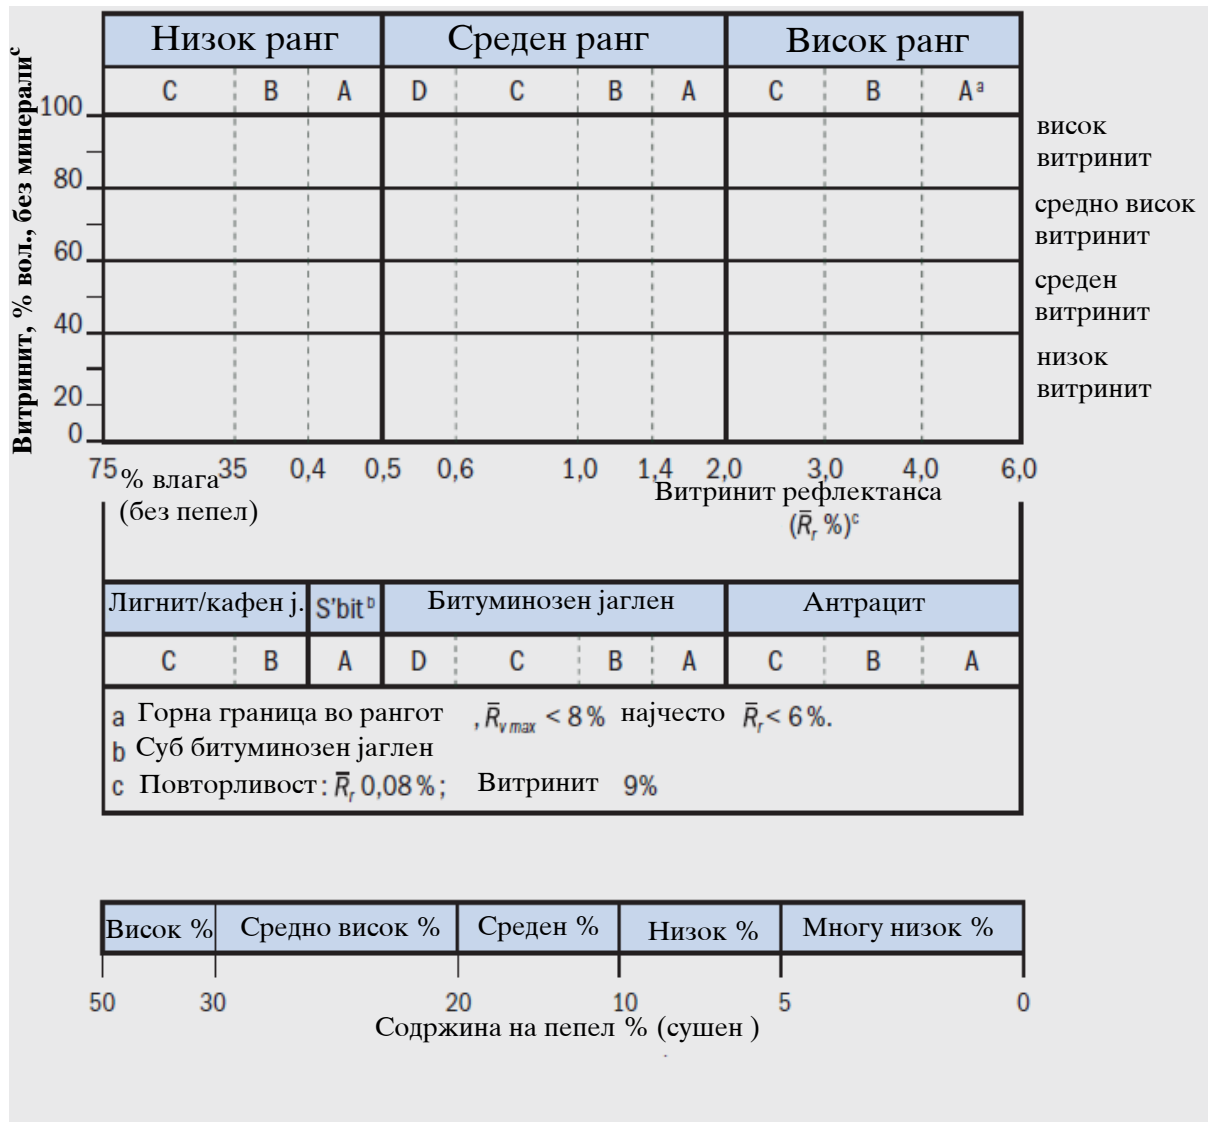 Низок ранг Среден ранг Висок ранг
C B A D C B A C B Aª
Витринит, % вол., без минералиᶜ
100
80
60
40
20
0
висок
витринит
средно висок
витринит
среден
витринит
низок
витринит
75 35 0,4 0,5 0,6 1,0 1,4 2,0 3,0 4,0 6,0
% влага
(без пепел)
Витринит рефлектанса
(R̅r %)ᶜ
Лигнит/кафен ј. S'bit ᵇ Битуминозен јаглен Антрацит
C B A D C B A C B A
a Горна граница во рангот , R̅v max < 8 % најчесто R̅r < 6 %.
b Суб битуминозен јаглен
c Повторливост : R̅r 0,08 % ; Витринит 9%
Висок % Средно висок % Среден % Низок % Многу низок %
50 30 20 10 5 0
Содржина на пепел % (сушен )